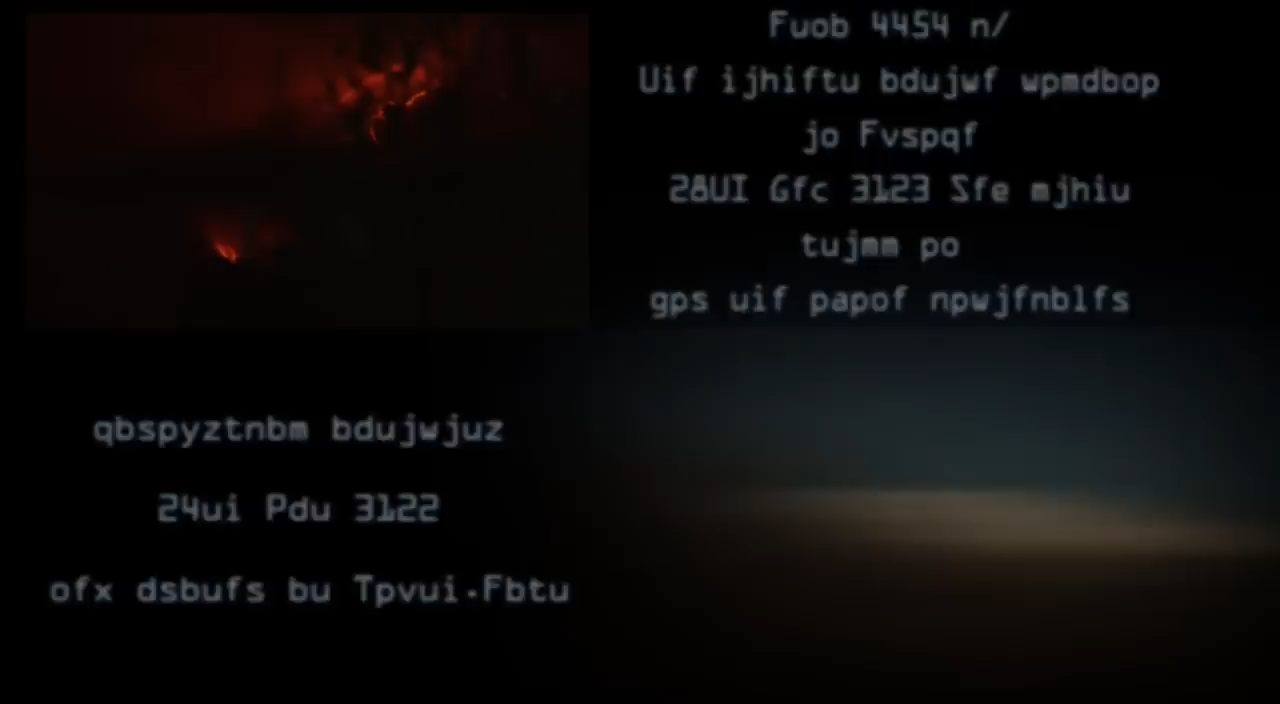 Fuob 4454 n/
Uif ijhiftu bdujwf wpmdbop
jo Fvspqf
28UI Gfc 3123 Sfe mjhiu
tujmm po
gps uif papof npwjfnblfs
qbspyztnbm bdujwjuz
24ui Pdu 3122
ofx dsbufs bu Tpvui.Fbtu